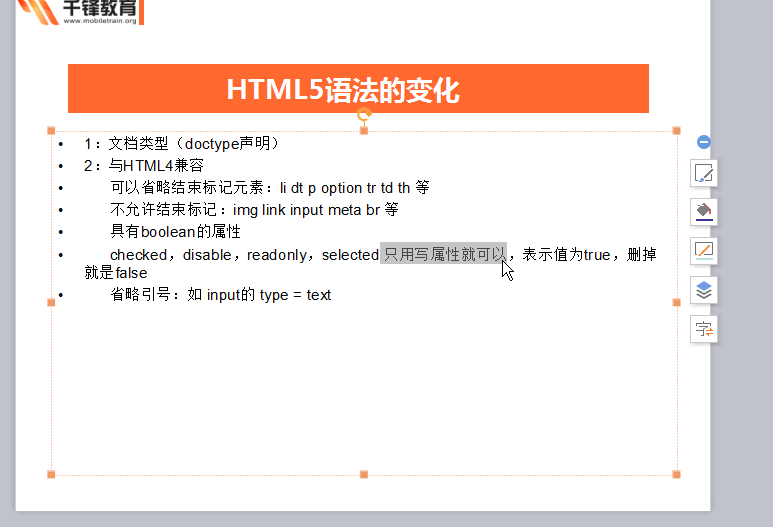 千锋教育
www.mobiletrain.org
HTML5语法的变化
• 1：文档类型（doctype声明）
• 2：与HTML4兼容
• 可以省略结束标记元素：li dt p option tr td th 等
• 不允许结束标记：img link input meta br 等
• 具有boolean的属性
• checked，disable，readonly，selected 只用写属性就可以，表示值为true，删掉
就是false
• 省略引号：如 input的 type = text
字